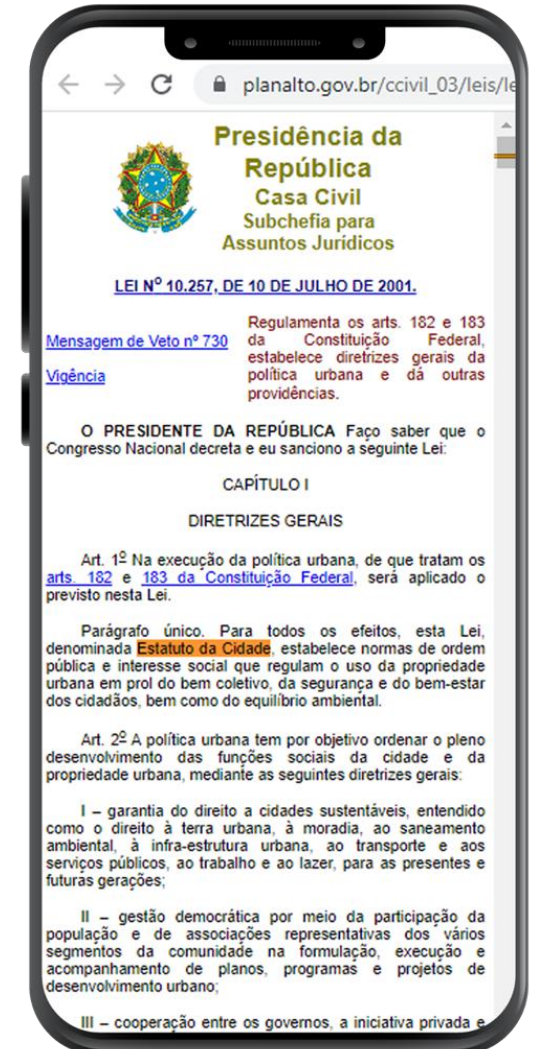 planalto.gov.br/ccivil_03/leis/le
Presidência da
República
Casa Civil
Subchefia para
Assuntos Jurídicos
LEI Nº 10.257, DE 10 DE JULHO DE 2001.
Mensagem de Veto nº 730
Vigência
Regulamenta os arts. 182 e 183
da Constituição Federal,
estabelece diretrizes gerais da
política urbana e dá outras
providências.
O PRESIDENTE DA REPÚBLICA Faço saber que o
Congresso Nacional decreta e eu sanciono a seguinte Lei:
CAPÍTULO I
DIRETRIZES GERAIS
Art. 1º Na execução da política urbana, de que tratam os
arts. 182 e 183 da Constituição Federal, será aplicado o
previsto nesta Lei.
Parágrafo único. Para todos os efeitos, esta Lei,
denominada Estatuto da Cidade, estabelece normas de ordem
pública e interesse social que regulam o uso da propriedade
urbana em prol do bem coletivo, da segurança e do bem-estar
dos cidadãos, bem como do equilíbrio ambiental.
Art. 2º A política urbana tem por objetivo ordenar o pleno
desenvolvimento das funções sociais da cidade e da
propriedade urbana, mediante as seguintes diretrizes gerais:
I – garantia do direito a cidades sustentáveis, entendido
como o direito à terra urbana, à moradia, ao saneamento
ambiental, à infra-estrutura urbana, ao transporte e aos
serviços públicos, ao trabalho e ao lazer, para as presentes e
futuras gerações;
II – gestão democrática por meio da participação da
população e de associações representativas dos vários
segmentos da comunidade na formulação, execução e
acompanhamento de planos, programas e projetos de
desenvolvimento urbano;
III – cooperação entre os governos, a iniciativa privada e